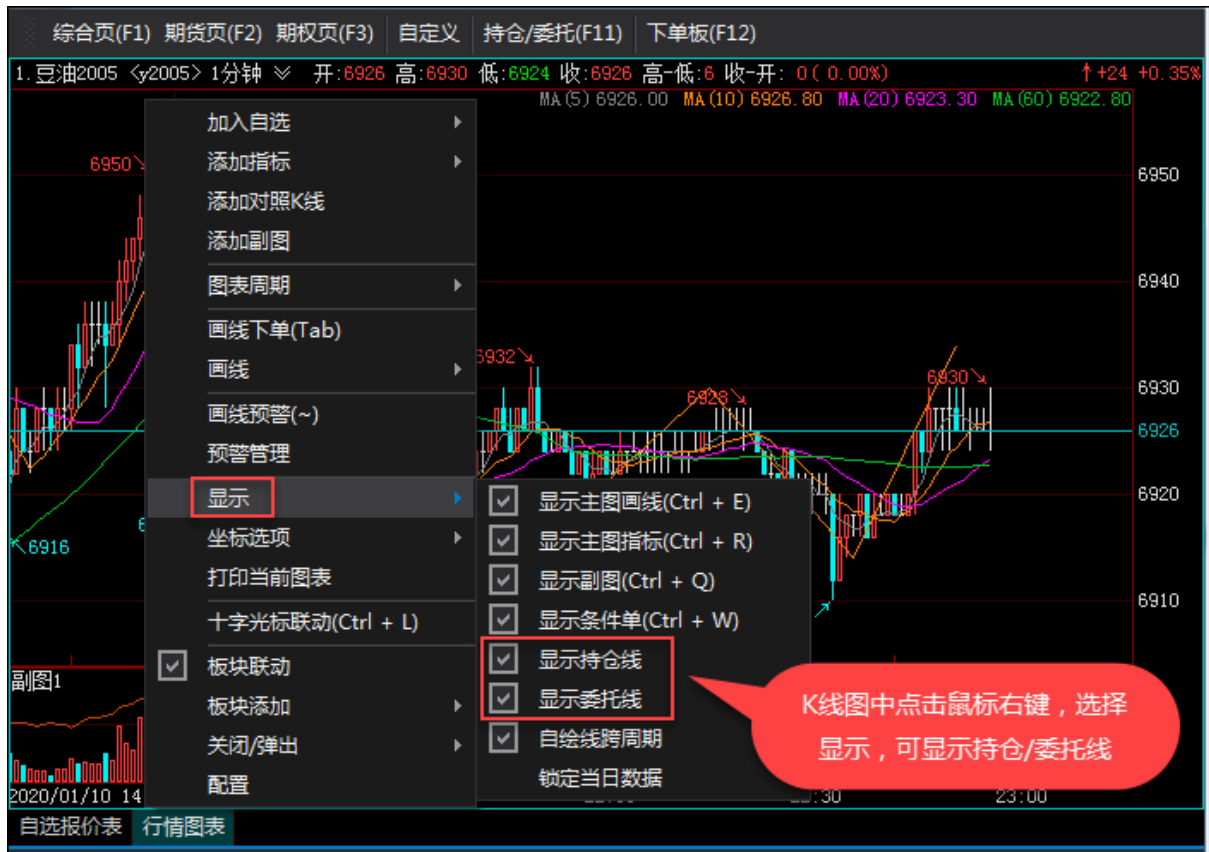 综合页(F1) 期货页(F2) 期权页(F3) 自定义 持仓/委托(F11) 下单板(F12)
1.豆油2005 <y2005> 1分钟 开:6926 高:6930 低:6924 收:6926 高-低:6 收-开: 0( 0.00%) ↑+24 +0.35%
MA(5) 6926.00 MA(10) 6926.80 MA(20) 6923.30 MA(60) 6922.80
加入自选
添加指标
添加对照K线
添加副图
图表周期
画线下单(Tab)
画线
画线预警(~)
预警管理
显示
坐标选项
打印当前图表
十字光标联动(Ctrl + L)
板块联动
板块添加
关闭/弹出
配置
显示主图画线(Ctrl + E)
显示主图指标(Ctrl + R)
显示副图(Ctrl + Q)
显示条件单(Ctrl + W)
显示持仓线
显示委托线
自绘线跨周期
锁定当日数据
K线图中点击鼠标右键，选择
显示，可显示持仓/委托线
6950
6932
6928
6930
6916
6950
6940
6930
6926
6920
6910
副图1
2020/01/10 14
:30
23:00
自选报价表 行情图表